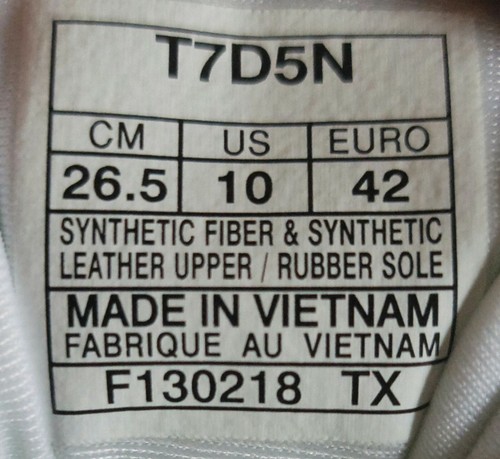 T7D5N
CM US EURO
26.5 10 42
SYNTHETIC FIBER & SYNTHETIC
LEATHER UPPER / RUBBER SOLE
MADE IN VIETNAM
FABRIQUE AU VIETNAM
F130218 TX